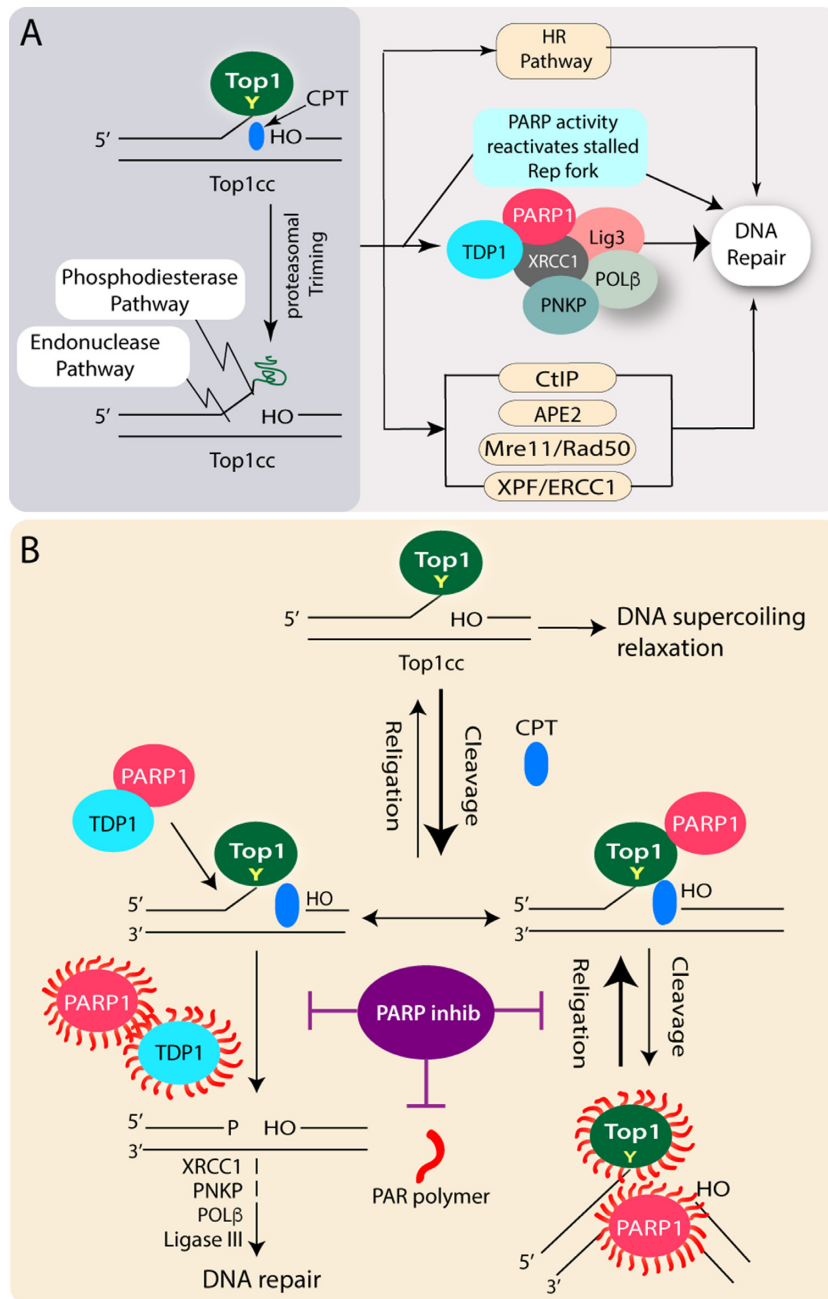 A
Top1
Y
CPT
5′
HO
Top1cc
proteasomal
Triming
Phosphodiesterase
Pathway
Endonuclease
Pathway
5′
HO
Top1cc
HR
Pathway
PARP activity
reactivates stalled
Rep fork
PARP1
TDP1
Lig3
XRCC1
POLβ
PNKP
DNA
Repair
CtIP
APE2
Mre11/Rad50
XPF/ERCC1
B
Top1
Y
5′
HO
Top1cc
DNA supercoiling
relaxation
Religation
Cleavage
CPT
PARP1
TDP1
Top1
Y
HO
5′
3′
Top1
Y
PARP1
HO
5′
3′
PARP1
TDP1
PARP inhib
Religation
Cleavage
5′
P
HO
3′
XRCC1
PNKP
POLβ
Ligase III
DNA repair
PAR polymer
Top1
Y
HO
PARP1
5′
3′